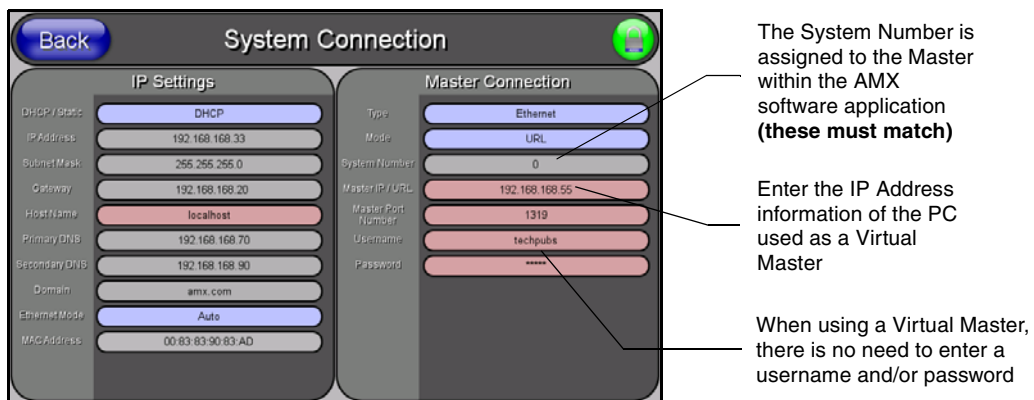 Back
System Connection
IP Settings
DHCP / Static DHCP
IP Address 192.168.168.33
Subnet Mask 255.255.255.0
Gateway 192.168.168.20
Host Name localhost
Primary DNS 192.168.168.70
Secondary DNS 192.168.168.90
Domain amx.com
Ethernet Mode Auto
MAC Address 00:83:83:90:83:AD
Master Connection
Type Ethernet
Mode URL
System Number 0
Master IP / URL 192.168.168.55
Master Port
Number 1319
Username techpubs
Password *****
The System Number is
assigned to the Master
within the AMX
software application
(these must match)
Enter the IP Address
information of the PC
used as a Virtual
Master
When using a Virtual Master,
there is no need to enter a
username and/or password